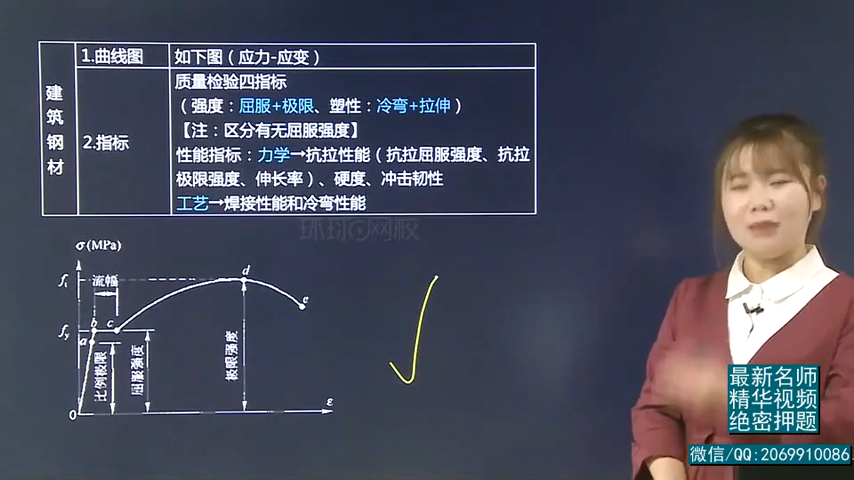 建筑钢材
1.曲线图
如下图（应力-应变）
2.指标
质量检验四指标
（强度：屈服+极限、塑性：冷弯+拉伸）
【注：区分有无屈服强度】
性能指标：力学→抗拉性能（抗拉屈服强度、抗拉
极限强度、伸长率）、硬度、冲击韧性
工艺→焊接性能和冷弯性能
环球网校
σ(MPa)
流幅
d
e
b
c
a
fy
比例极限
屈服强度
极限强度
0
ε
最新名师
精华视频
绝密押题
微信/QQ:2069910086